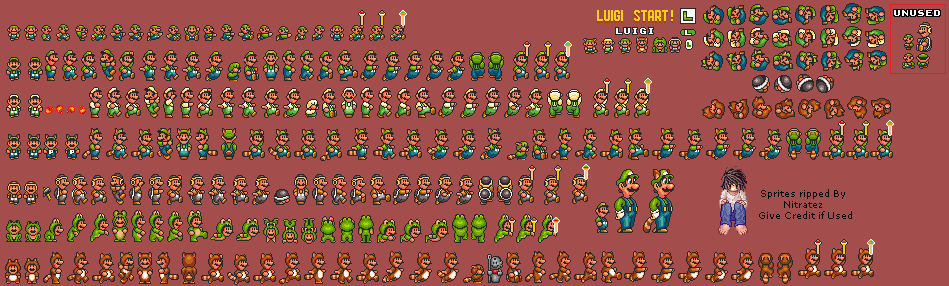 LUIGI START! L
LUIGI
L
UNUSED
Sprites ripped By
Nitratez
Give Credit if Used